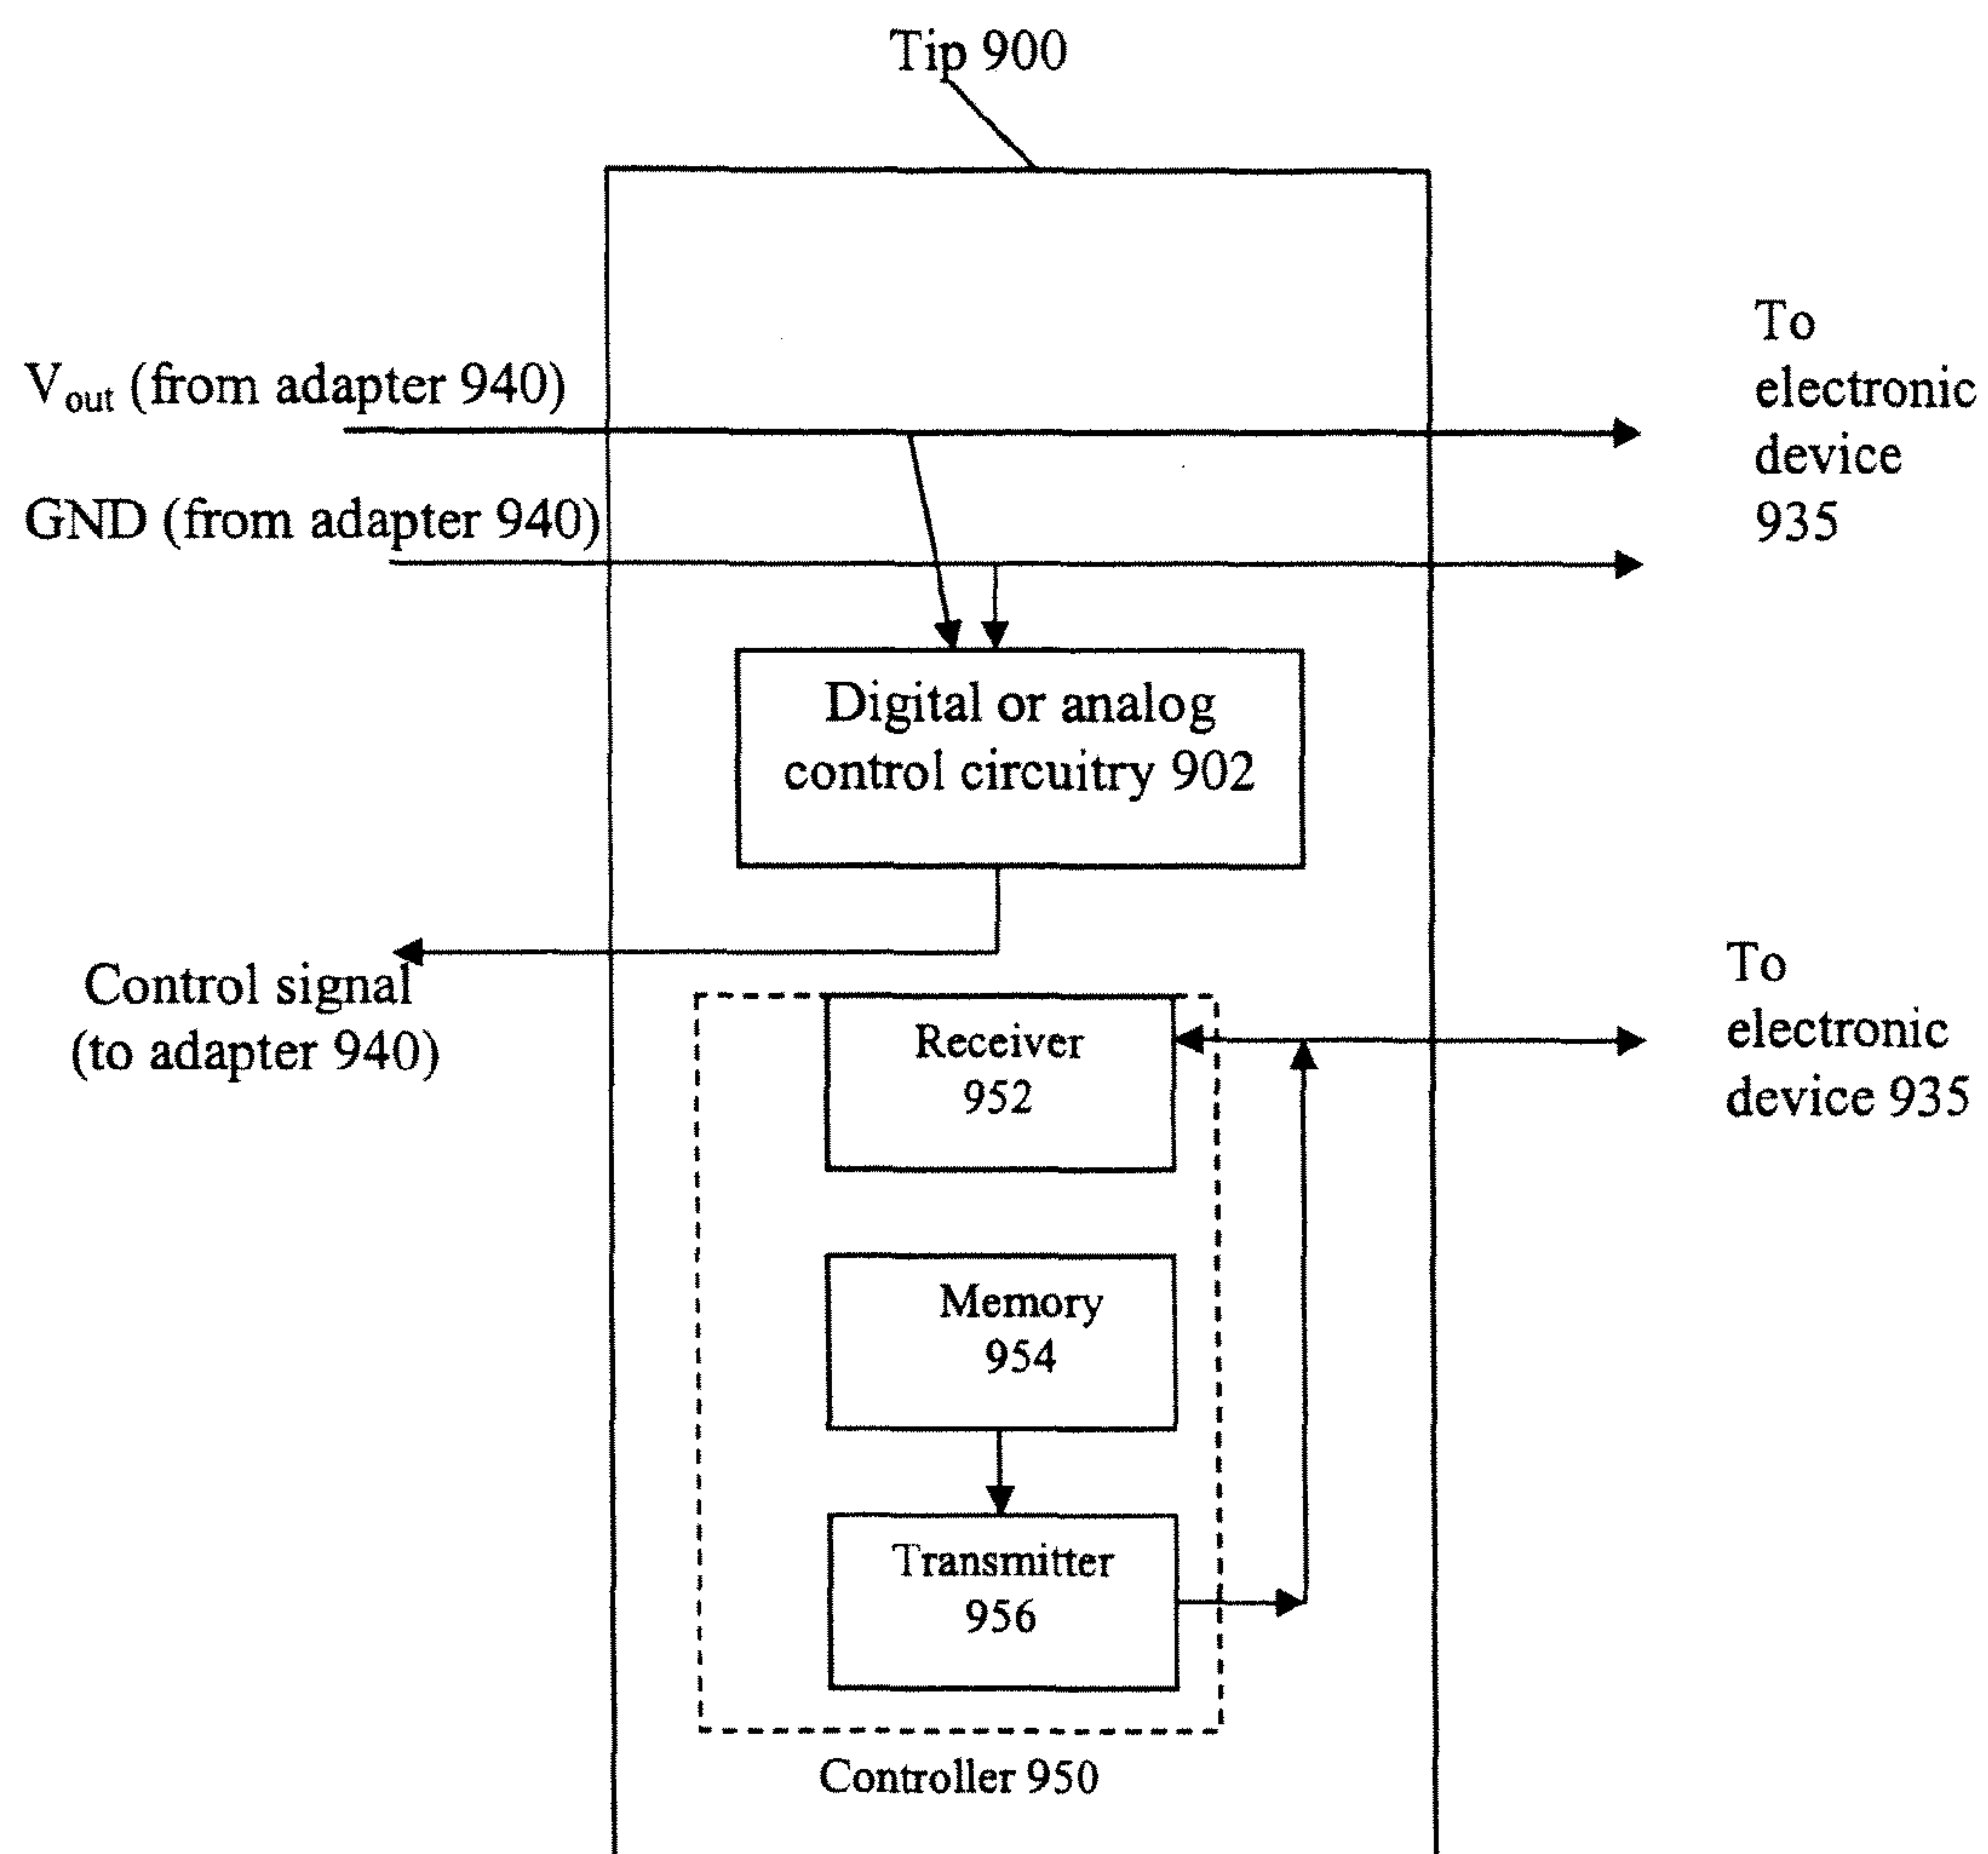 Tip 900
V_out (from adapter 940)
GND (from adapter 940)
To
electronic
device
935
Digital or analog
control circuitry 902
Control signal
(to adapter 940)
To
electronic
device 935
Receiver
952
Memory
954
Transmitter
956
Controller 950